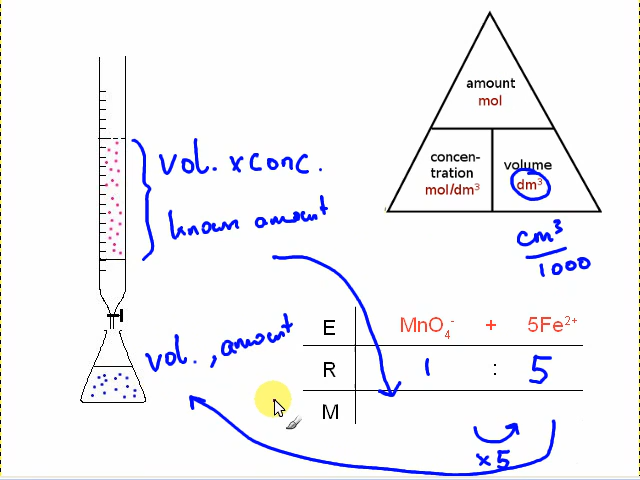 amount
mol
concen-
tration
mol/dm³
volume
dm³
cm³
1000
vol. x conc.
known amount
vol. , amount
E MnO₄⁻ + 5Fe²⁺
R 1 : 5
M
x5